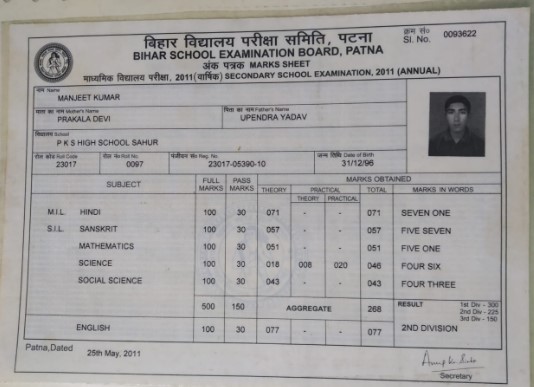 बिहार विद्यालय परीक्षा समिति, पटना
क्रम सं० Sl. No. 0093622
BIHAR SCHOOL EXAMINATION BOARD, PATNA
अंक पत्रक MARKS SHEET
माध्यमिक विद्यालय परीक्षा, 2011(वार्षिक) SECONDARY SCHOOL EXAMINATION, 2011 (ANNUAL)
नाम Name
MANJEET KUMAR
माता का नाम Mother's Name पिता का नाम Father's Name
PRAKALA DEVI UPENDRA YADAV
विद्यालय School
P K S HIGH SCHOOL SAHUR
रोल कोड Roll Code रोल नं० Roll No. पंजीयन सं० Reg. No. जन्म तिथि Date of Birth
23017 0097 23017-05390-10 31/12/96
SUBJECT FULL MARKS PASS MARKS MARKS OBTAINED
THEORY PRACTICAL TOTAL MARKS IN WORDS
THEORY PRACTICAL
M.I.L. HINDI 100 30 071 - - 071 SEVEN ONE
S.I.L. SANSKRIT 100 30 057 - - 057 FIVE SEVEN
MATHEMATICS 100 30 051 - - 051 FIVE ONE
SCIENCE 100 30 018 008 020 046 FOUR SIX
SOCIAL SCIENCE 100 30 043 - - 043 FOUR THREE
500 150 AGGREGATE 268 RESULT 1st Div - 300
2nd Div - 225
3rd Div - 150
ENGLISH 100 30 077 - - 077 2ND DIVISION
Patna,Dated 25th May, 2011
Secretary